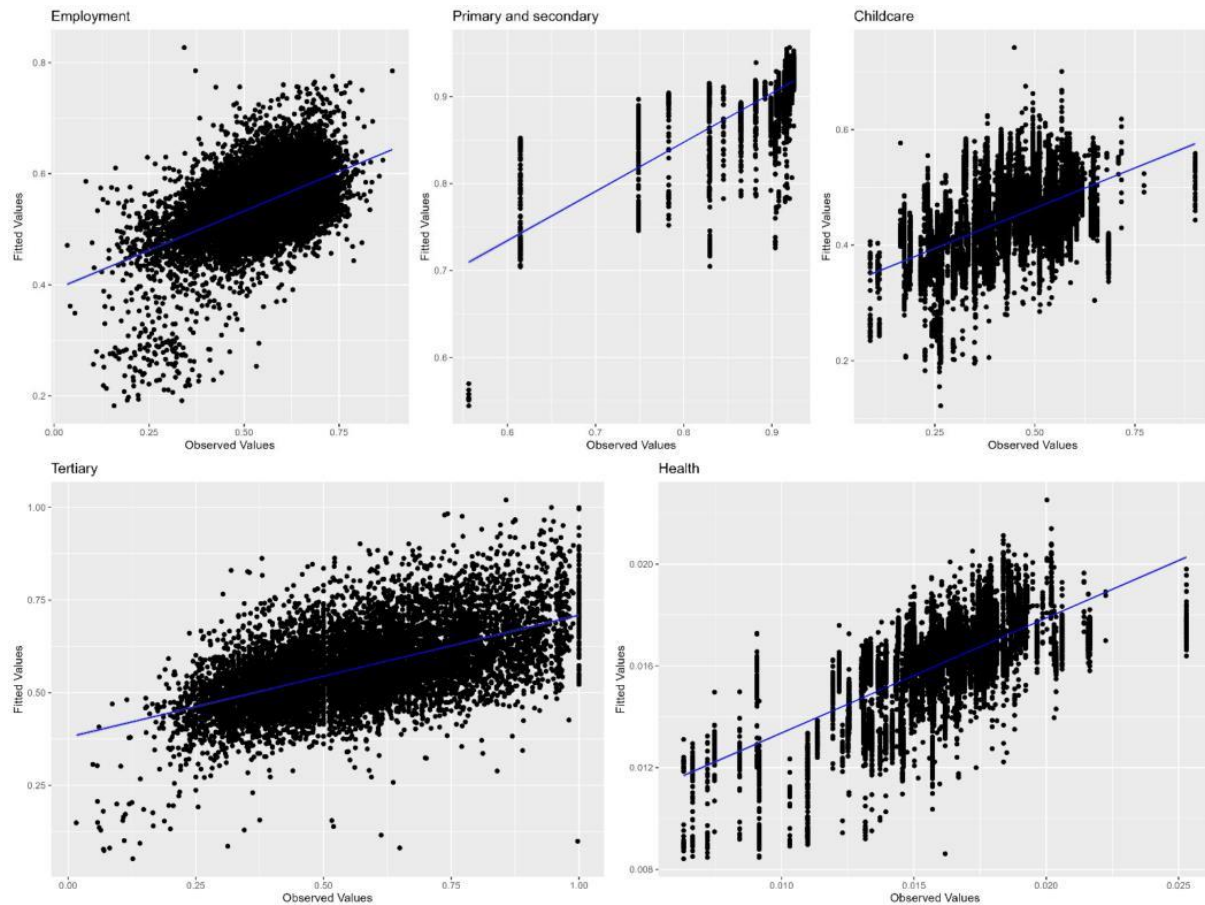 Employment
Fitted Values
0.8
0.6
0.4
0.2
0.00
0.25
0.50
0.75
Observed Values
Primary and secondary
Fitted Values
0.9
0.8
0.7
0.6
0.6
0.7
0.8
0.9
Observed Values
Childcare
Fitted Values
0.6
0.4
0.2
0.25
0.50
0.75
Observed Values
Tertiary
Fitted Values
1.00
0.75
0.50
0.25
0.00
0.25
0.50
0.75
1.00
Observed Values
Health
Fitted Values
0.020
0.016
0.012
0.008
0.010
0.015
0.020
0.025
Observed Values